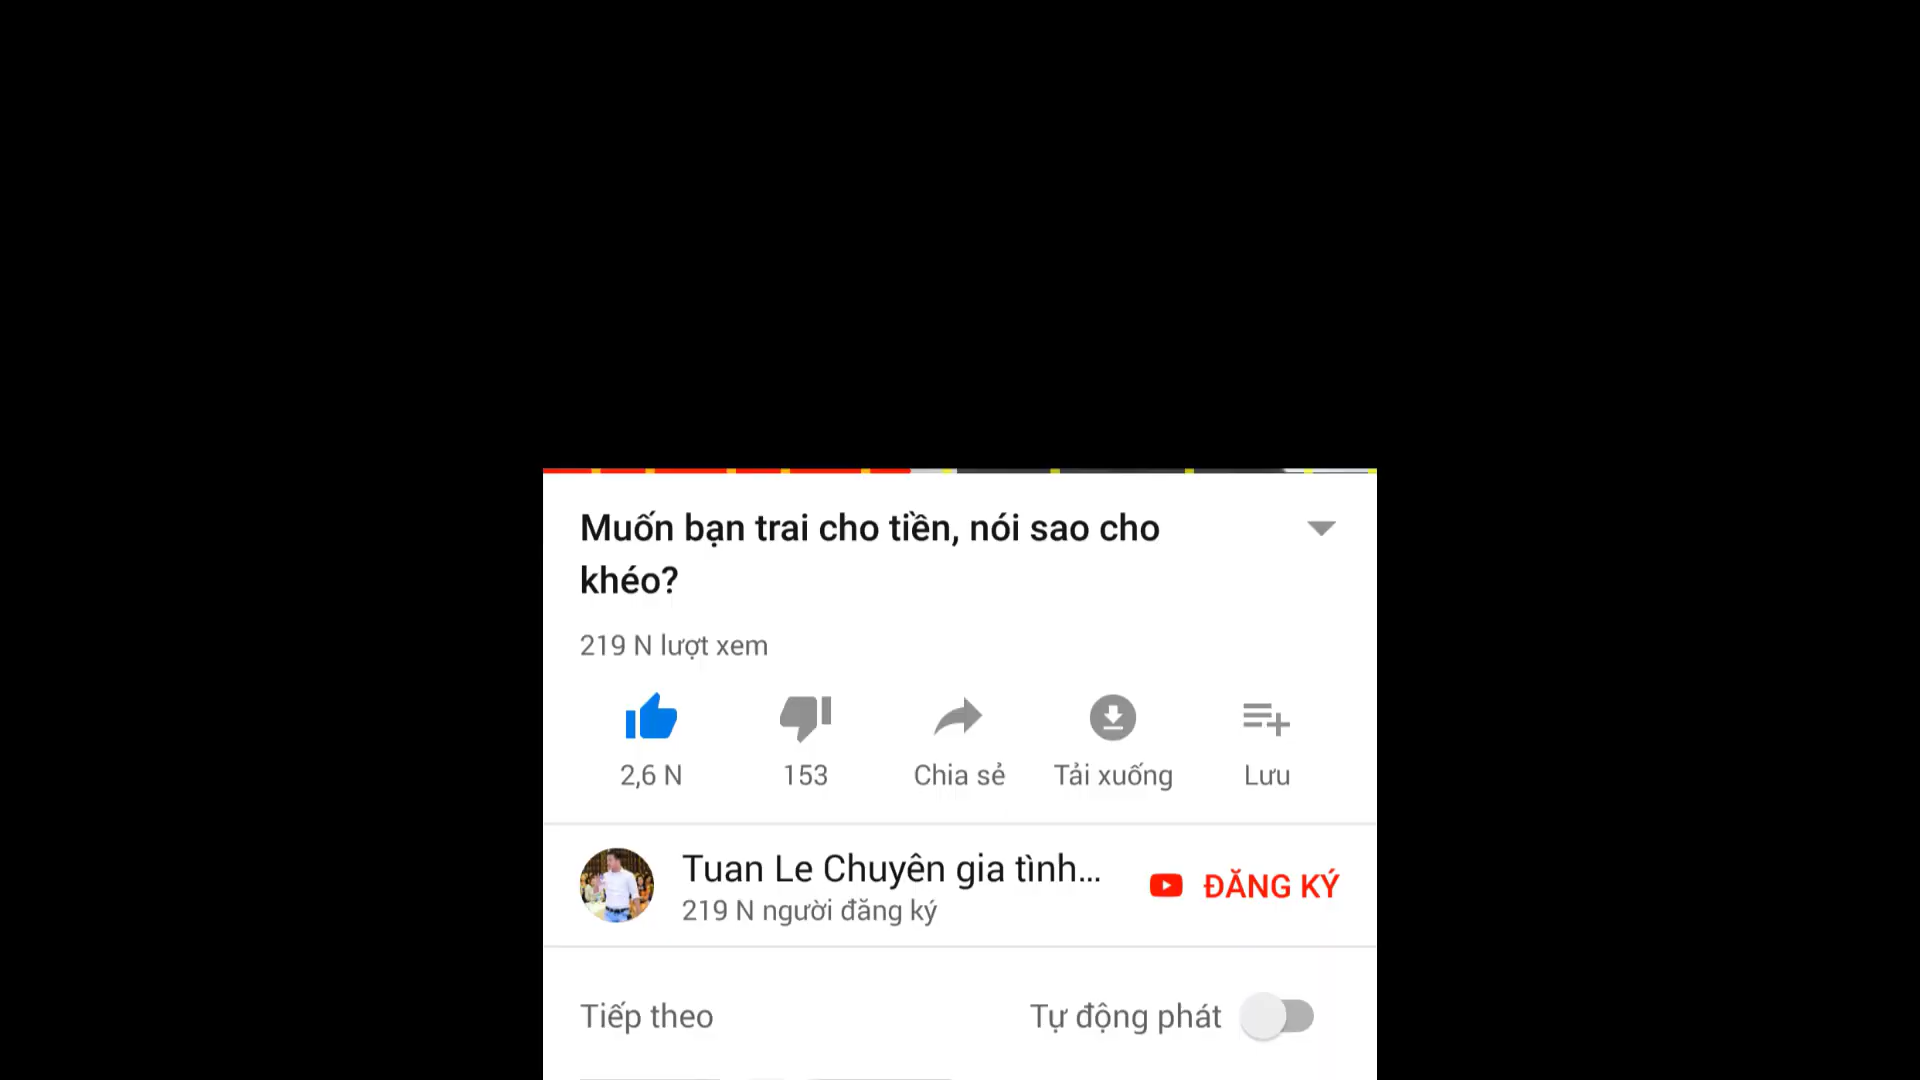 Muốn bạn trai cho tiền, nói sao cho
khéo?
219 N lượt xem
2,6 N
153
Chia sẻ
Tải xuống
Lưu
Tuan Le Chuyên gia tình...
219 N người đăng ký
ĐĂNG KÝ
Tiếp theo
Tự động phát